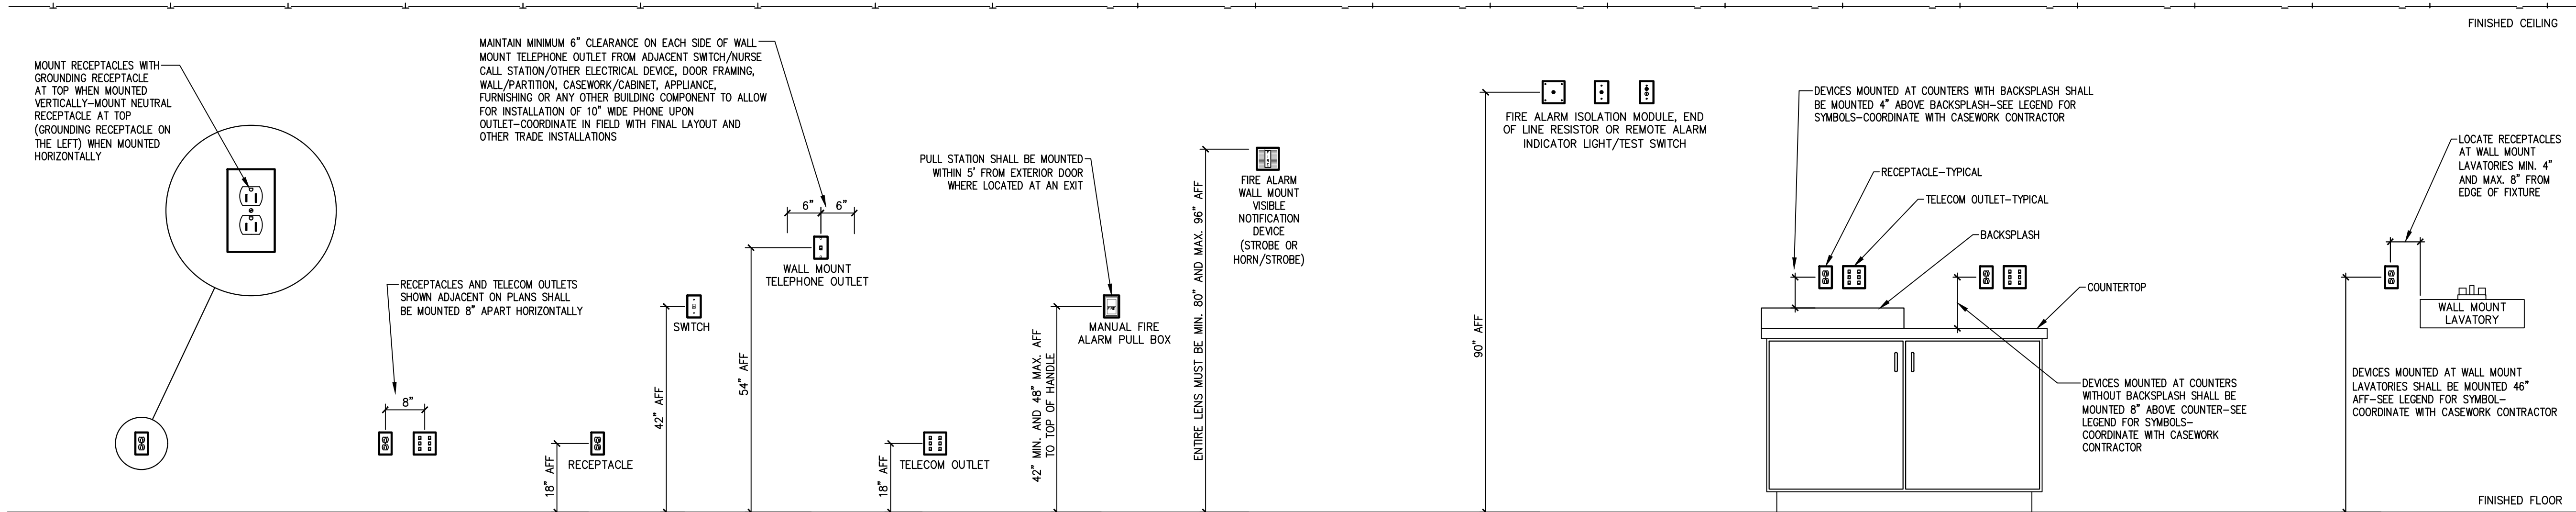 FINISHED CEILING
MOUNT RECEPTACLES WITH
GROUNDING RECEPTACLE
AT TOP WHEN MOUNTED
VERTICALLY-MOUNT NEUTRAL
RECEPTACLE AT TOP
(GROUNDING RECEPTACLE ON
THE LEFT) WHEN MOUNTED
HORIZONTALLY
RECEPTACLES AND TELECOM OUTLETS
SHOWN ADJACENT ON PLANS SHALL
BE MOUNTED 8" APART HORIZONTALLY
8"
18" AFF
RECEPTACLE
42" AFF
SWITCH
MAINTAIN MINIMUM 6" CLEARANCE ON EACH SIDE OF WALL
MOUNT TELEPHONE OUTLET FROM ADJACENT SWITCH/NURSE
CALL STATION/OTHER ELECTRICAL DEVICE, DOOR FRAMING,
WALL/PARTITION, CASEWORK/CABINET, APPLIANCE,
FURNISHING OR ANY OTHER BUILDING COMPONENT TO ALLOW
FOR INSTALLATION OF 10" WIDE PHONE UPON
OUTLET-COORDINATE IN FIELD WITH FINAL LAYOUT AND
OTHER TRADE INSTALLATIONS
6" 6"
54" AFF
WALL MOUNT
TELEPHONE OUTLET
18" AFF
TELECOM OUTLET
PULL STATION SHALL BE MOUNTED
WITHIN 5' FROM EXTERIOR DOOR
WHERE LOCATED AT AN EXIT
FIRE
MANUAL FIRE
ALARM PULL BOX
42" MIN. AND 48" MAX. AFF
TO TOP OF HANDLE
ENTIRE LENS MUST BE MIN. 80" AND MAX. 96" AFF
FIRE ALARM
WALL MOUNT
VISIBLE
NOTIFICATION
DEVICE
(STROBE OR
HORN/STROBE)
90" AFF
FIRE ALARM ISOLATION MODULE, END
OF LINE RESISTOR OR REMOTE ALARM
INDICATOR LIGHT/TEST SWITCH
DEVICES MOUNTED AT COUNTERS WITH BACKSPLASH SHALL
BE MOUNTED 4" ABOVE BACKSPLASH-SEE LEGEND FOR
SYMBOLS-COORDINATE WITH CASEWORK CONTRACTOR
RECEPTACLE-TYPICAL
TELECOM OUTLET-TYPICAL
BACKSPLASH
COUNTERTOP
DEVICES MOUNTED AT COUNTERS
WITHOUT BACKSPLASH SHALL BE
MOUNTED 8" ABOVE COUNTER-SEE
LEGEND FOR SYMBOLS-
COORDINATE WITH CASEWORK
CONTRACTOR
LOCATE RECEPTACLES
AT WALL MOUNT
LAVATORIES MIN. 4"
AND MAX. 8" FROM
EDGE OF FIXTURE
WALL MOUNT
LAVATORY
DEVICES MOUNTED AT WALL MOUNT
LAVATORIES SHALL BE MOUNTED 46"
AFF-SEE LEGEND FOR SYMBOL-
COORDINATE WITH CASEWORK CONTRACTOR
FINISHED FLOOR